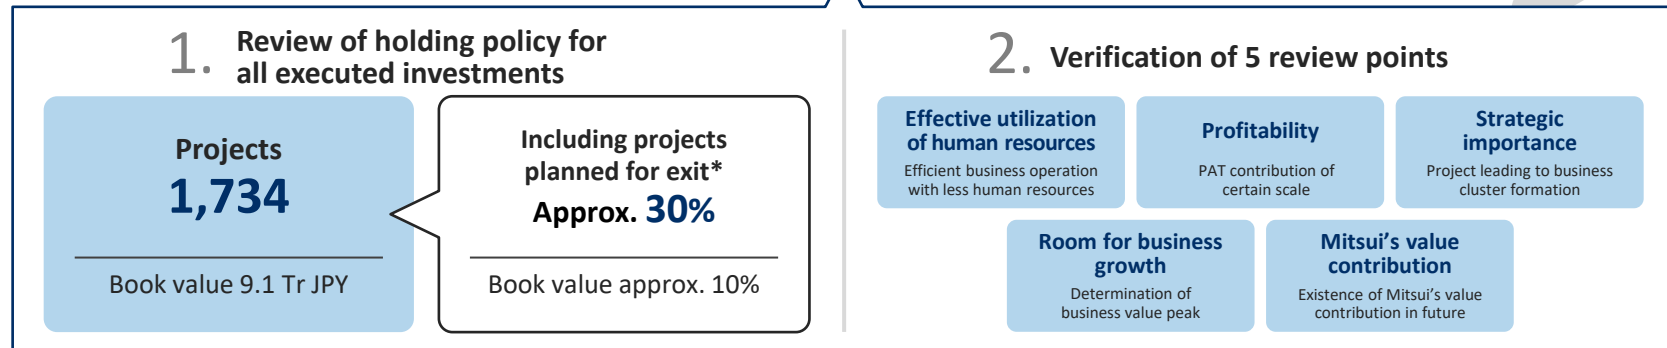 1.
Review of holding policy for
all executed investments
Projects
1,734
Book value 9.1 Tr JPY
Including projects
planned for exit*
Approx. 30%
Book value approx. 10%
2.
Verification of 5 review points
Effective utilization
of human resources
Efficient business operation
with less human resources
Profitability
PAT contribution of
certain scale
Strategic
importance
Project leading to business
cluster formation
Room for business
growth
Determination of
business value peak
Mitsui’s value
contribution
Existence of Mitsui’s value
contribution in future